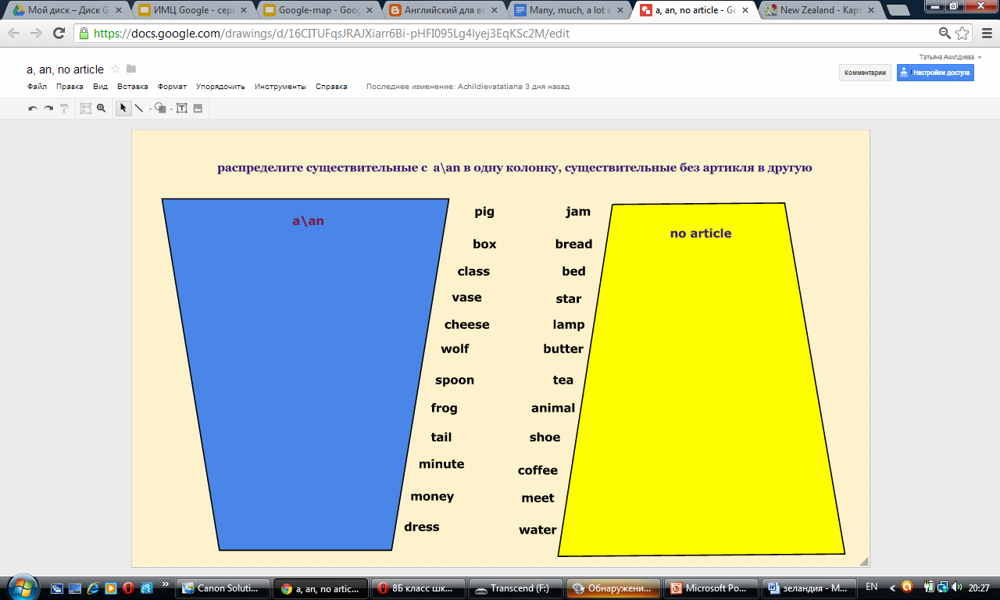 Мой диск – Диск G
ИМЦ Google - серв
Google-map - Goog
Английский для вс
Many, much, a lot o
a, an, no article - Go
New Zealand - Карт
https://docs.google.com/drawings/d/16CITUFqsJRAJXiarr6Bi-pHFI095Lg4lyej3EqKSc2M/edit
Татьяна Ачилдиева
a, an, no article
Комментарии
Настройки доступа
Файл Правка Вид Вставка Формат Упорядочить Инструменты Справка Последнее изменение: Achildievatatiana 3 дня назад
распределите существительные с a\an в одну колонку, существительные без артикля в другую
a\an
no article
pig jam
box bread
class bed
vase star
cheese lamp
wolf butter
spoon tea
frog animal
tail shoe
minute coffee
money meet
dress water
Canon Soluti...
a, an, no artic...
8Б класс шк...
Transcend (F:)
Обнаружени...
Microsoft Po...
зеландия - М...
EN
20:27